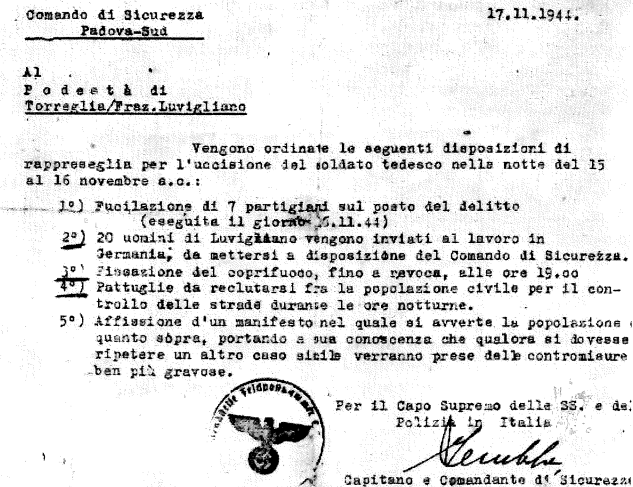 Comando di Sicurezza
17.11.1944.
Padova-Sud
Al
P o d e s t à di
Torreglia/Fraz.Luvigliano
Vengono ordinate le seguenti disposizioni di
rappreseglia per l'uccisione del soldato tedesco nella notte del 15
al 16 novembre a.c.:
1°) Fucilazione di 7 partigiani sul posto del delitto
(eseguita il giorno 11.44)
2°) 20 uomini di Luvigliano vengono inviati al lavoro in
Germania; da mettersi a disposizione del Comando di Sicurezza.
3°) Fissazione del coprifuoco, fino a revoca, alle ore 19.00
4°) Pattuglie da reclutarsi fra la popolazione civile per il con-
trollo delle strade durante le ore notturne.
5°) Affissione d'un manifesto nel quale si avverte la popolazione
quanto sopra, portando a sua conoscenza che qualora si dovesse
ripetere un altro caso simile verranno prese delle contromisure
ben più gravose.
Per il Capo Supremo delle SS. e del
Polizia in Italia
Capitano e Comandante di Sicurezza